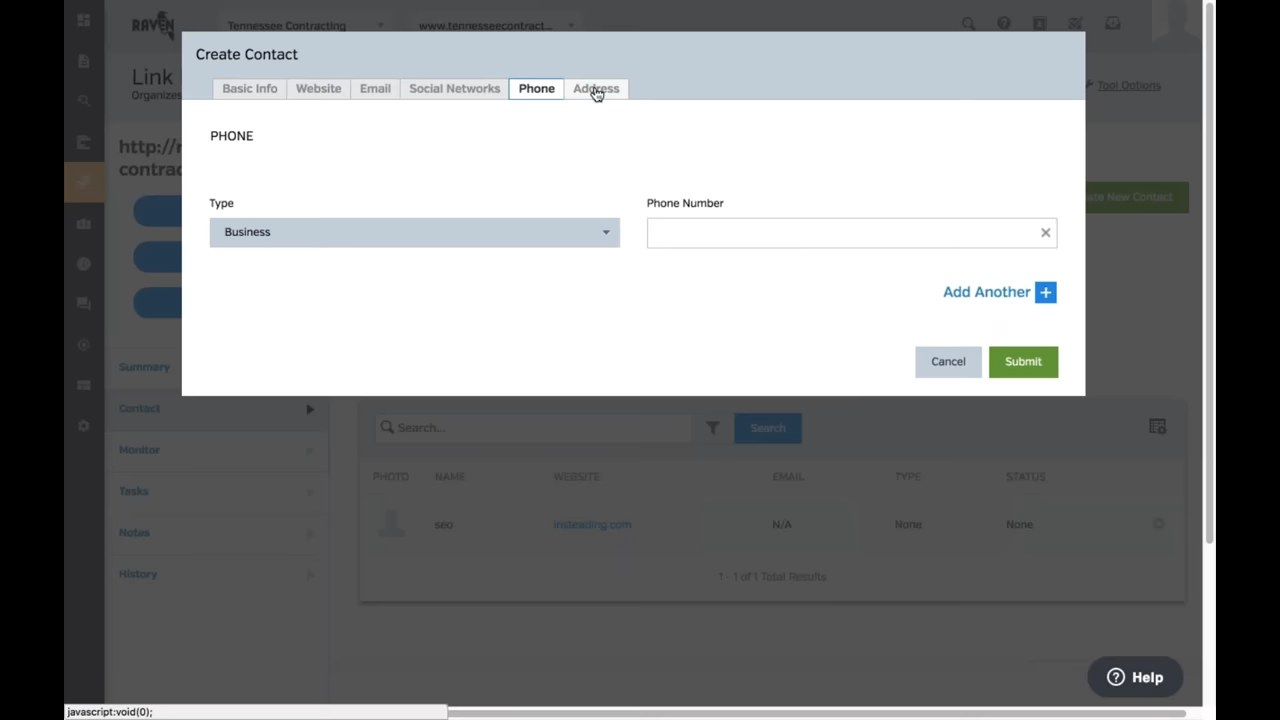 RAVEN
Tennessee Contracting
www.tennesseecontract...
Create Contact
Basic Info
Website
Email
Social Networks
Phone
Address
Link
Organizes
Tool Options
PHONE
http://r
contrac
Type
Phone Number
Business
New Contact
Add Another +
Cancel
Submit
Summary
Contact
Monitor
Tasks
Notes
History
Search...
Search
PHOTO
NAME
WEBSITE
EMAIL
TYPE
STATUS
seo
insteading.com
N/A
None
None
1 - 1 of 1 Total Results
? Help
javascript:void(0);